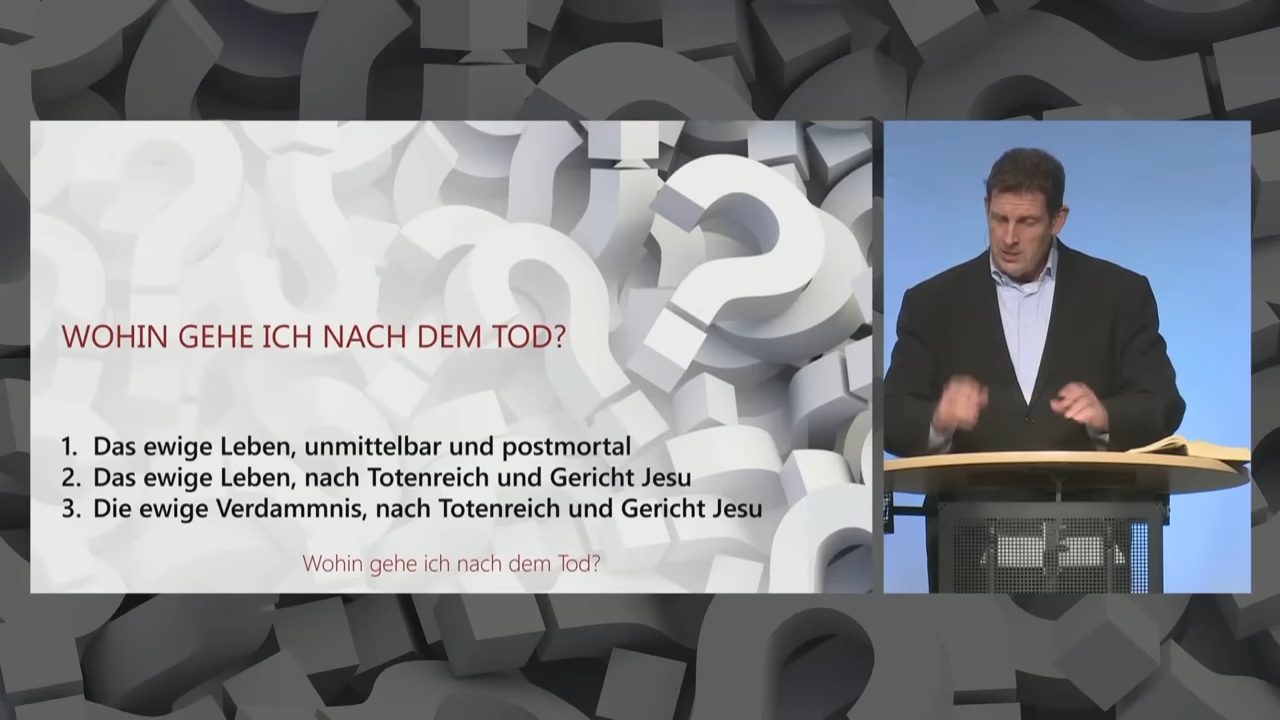 WOHIN GEHE ICH NACH DEM TOD?
1. Das ewige Leben, unmittelbar und postmortal
2. Das ewige Leben, nach Totenreich und Gericht Jesu
3. Die ewige Verdammnis, nach Totenreich und Gericht Jesu
Wohin gehe ich nach dem Tod?